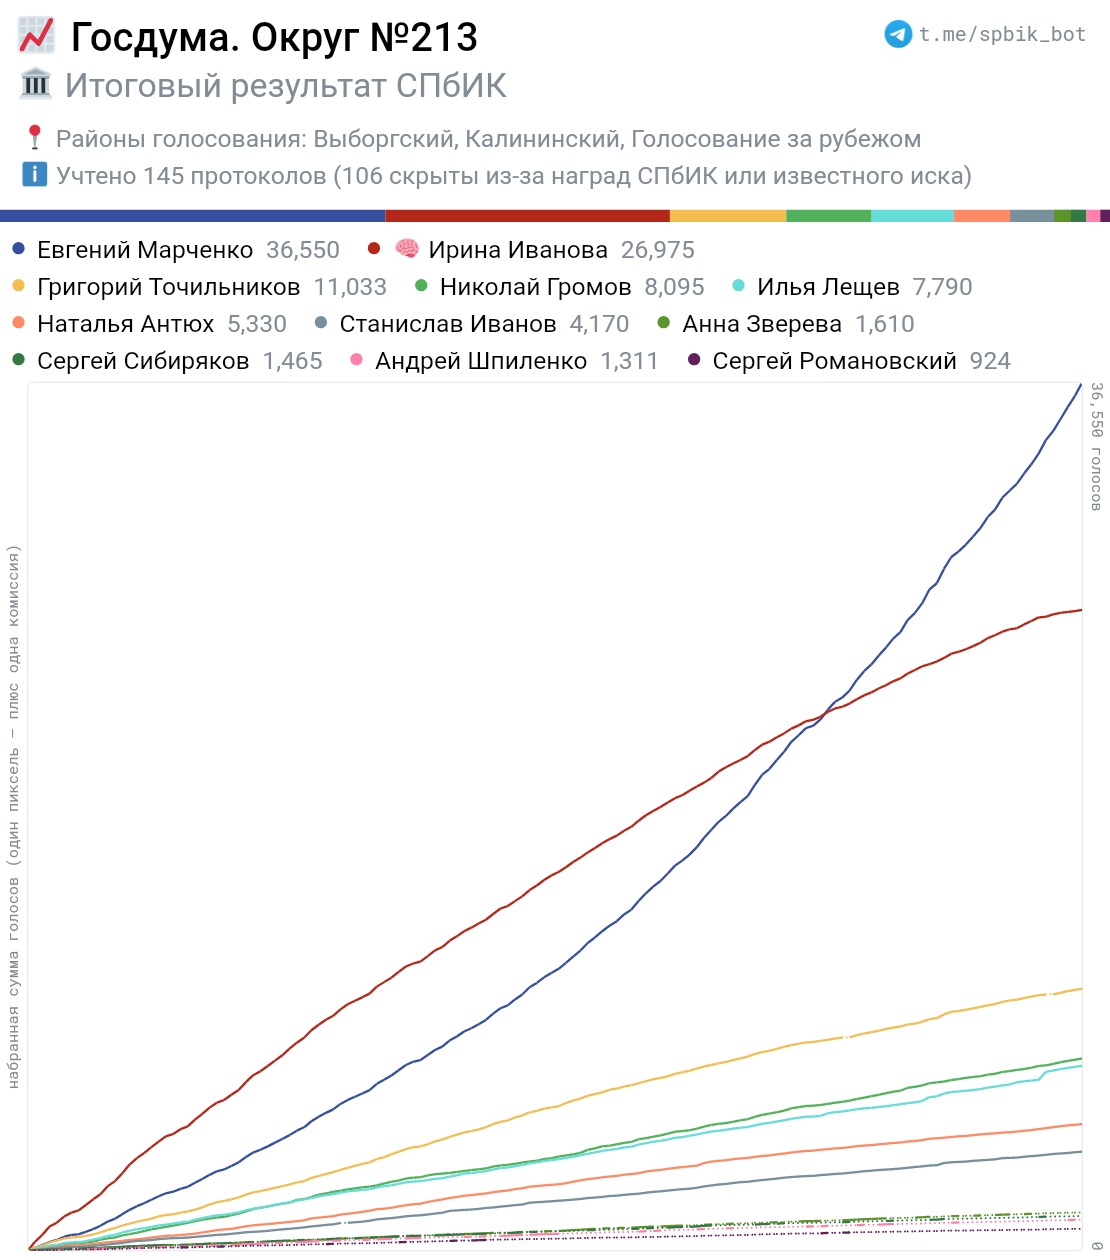 Госдума. Округ №213
t.me/spbik_bot
Итоговый результат СПбИК
Районы голосования: Выборгский, Калининский, Голосование за рубежом
Учтено 145 протоколов (106 скрыты из-за наград СПбИК или известного иска)
Евгений Марченко 36,550 Ирина Иванова 26,975
Григорий Точильников 11,033 Николай Громов 8,095 Илья Лещев 7,790
Наталья Антюх 5,330 Станислав Иванов 4,170 Анна Зверева 1,610
Сергей Сибиряков 1,465 Андрей Шпиленко 1,311 Сергей Романовский 924
36,550 голосов
набранная сумма голосов (один пиксель — плюс одна комиссия)
0